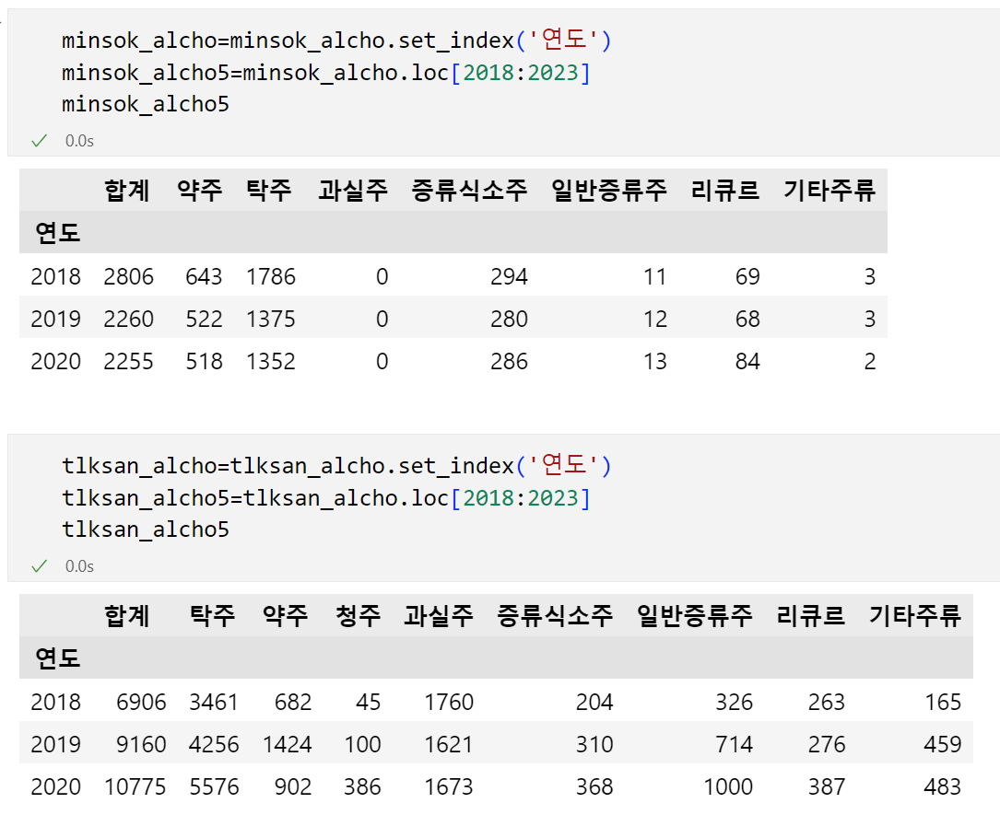 minsok_alcho=minsok_alcho.set_index('연도')
minsok_alcho5=minsok_alcho.loc[2018:2023]
minsok_alcho5
0.0s
합계 약주 탁주 과실주 증류식소주 일반증류주 리큐르 기타주류
연도
2018 2806 643 1786 0 294 11 69 3
2019 2260 522 1375 0 280 12 68 3
2020 2255 518 1352 0 286 13 84 2
tlksan_alcho=tlksan_alcho.set_index('연도')
tlksan_alcho5=tlksan_alcho.loc[2018:2023]
tlksan_alcho5
0.0s
합계 탁주 약주 청주 과실주 증류식소주 일반증류주 리큐르 기타주류
연도
2018 6906 3461 682 45 1760 204 326 263 165
2019 9160 4256 1424 100 1621 310 714 276 459
2020 10775 5576 902 386 1673 368 1000 387 483